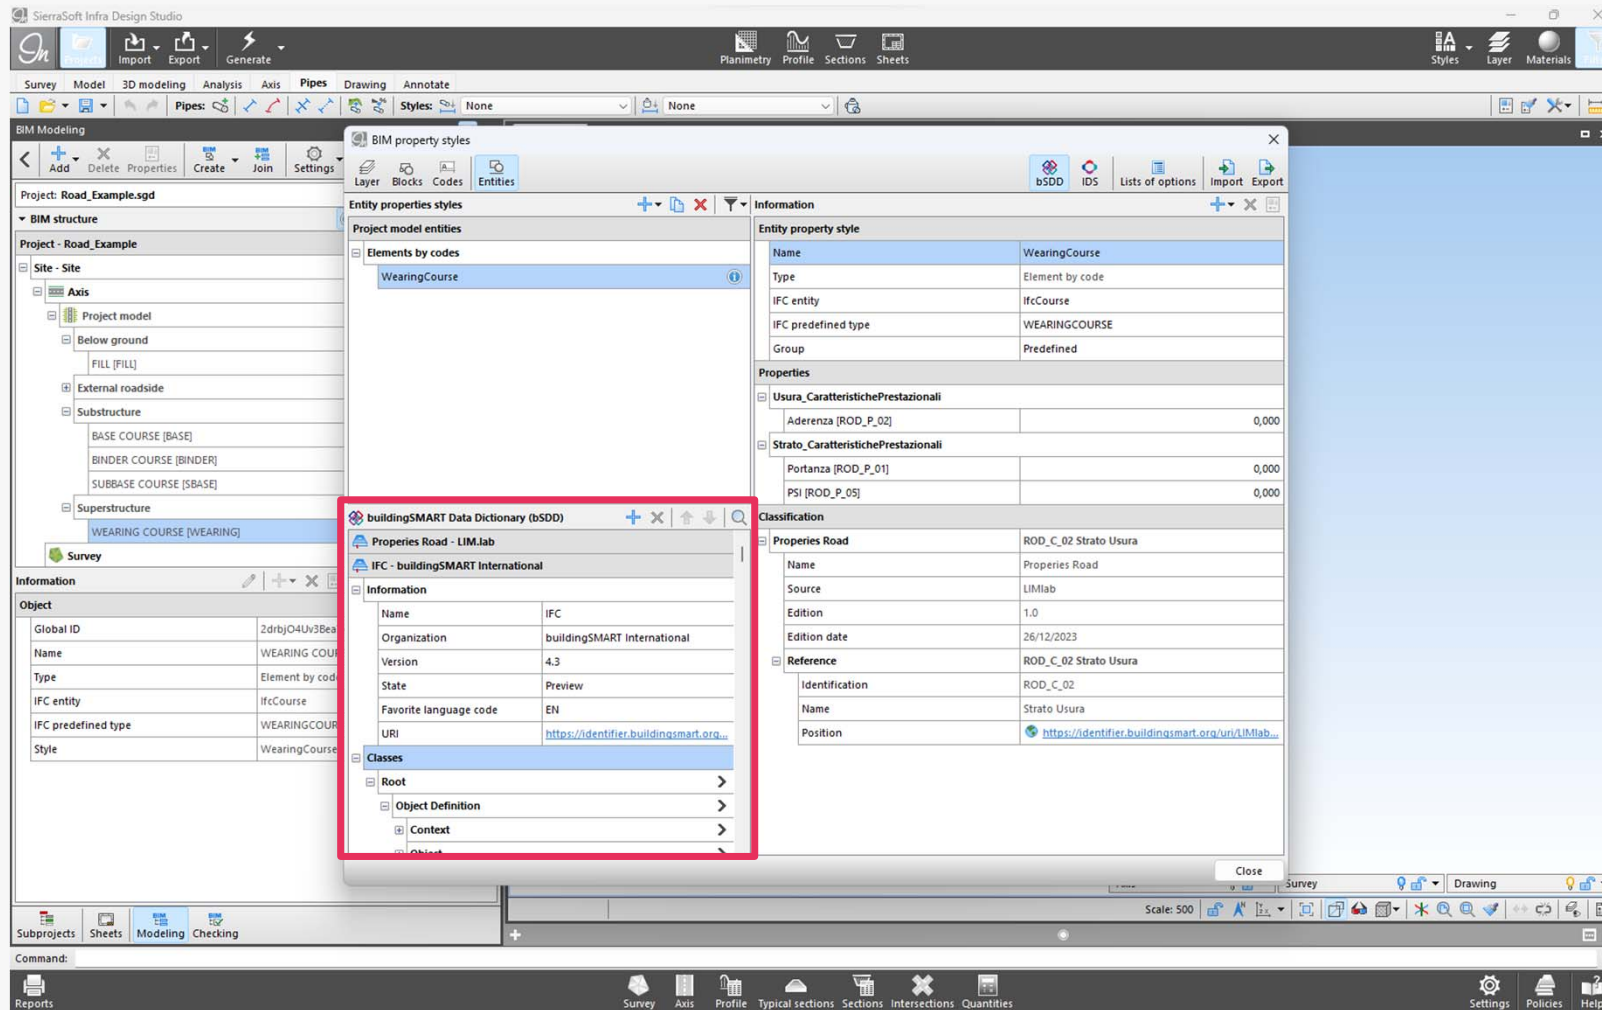 SierraSoft Infra Design Studio
Import
Export
Generate
Planimetry
Profile
Sections
Sheets
Styles
Layer
Materials
Survey
Model
3D modeling
Analysis
Axis
Pipes
Drawing
Annotate
Pipes:
Styles:
None
None
BIM Modeling
Add
Delete
Properties
Create
Join
Settings
Project: Road_Example.sgd
BIM structure
Project - Road_Example
Site - Site
Axis
Project model
Below ground
FILL [FILL]
External roadside
Substructure
BASE COURSE [BASE]
BINDER COURSE [BINDER]
SUBBASE COURSE [SBASE]
Superstructure
WEARING COURSE [WEARING]
Survey
Information
Object
Global ID 2drbjO4Uv3Bea
Name WEARING COU
Type Element by cod
IFC entity IfcCourse
IFC predefined type WEARINGCOUR
Style WearingCourse
Subprojects
Sheets
Modeling
Checking
Command:
BIM property styles
Layer
Blocks
Codes
Entities
bSDD
IDS
Lists of options
Import
Export
Entity properties styles
Project model entities
Elements by codes
WearingCourse
buildingSMART Data Dictionary (bSDD)
Properies Road - LIM.lab
IFC - buildingSMART International
Information
Name IFC
Organization buildingSMART International
Version 4.3
State Preview
Favorite language code EN
URI https://identifier.buildingsmart.org...
Classes
Root
Object Definition
Context
Object
Information
Entity property style
Name WearingCourse
Type Element by code
IFC entity IfcCourse
IFC predefined type WEARINGCOURSE
Group Predefined
Properties
Usura_CaratteristichePrestazionali
Aderenza [ROD_P_02] 0,000
Strato_CaratteristichePrestazionali
Portanza [ROD_P_01] 0,000
PSI [ROD_P_05] 0,000
Classification
Properies Road ROD_C_02 Strato Usura
Name Properies Road
Source LIMlab
Edition 1.0
Edition date 26/12/2023
Reference ROD_C_02 Strato Usura
Identification ROD_C_02
Name Strato Usura
Position https://identifier.buildingsmart.org/uri/LIMlab...
Close
Survey
Drawing
Scale: 500
Reports
Survey
Axis
Profile
Typical sections
Sections
Intersections
Quantities
Settings
Policies
Help